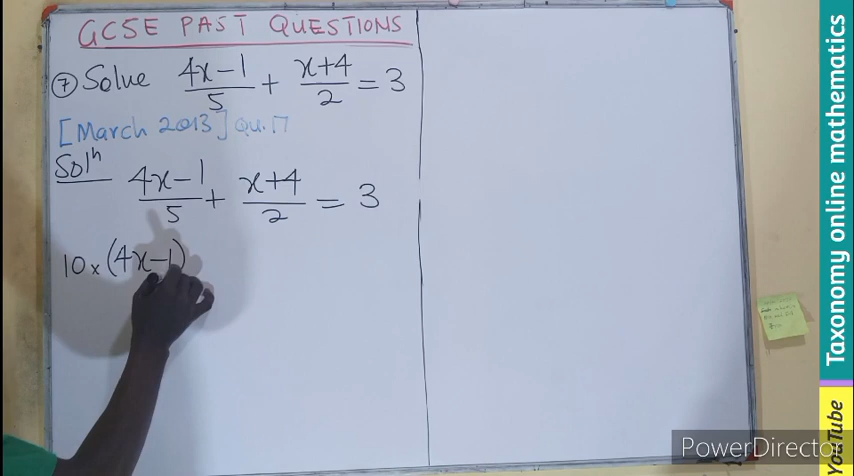 GCSE PAST QUESTIONS
⑦ Solve (4x-1)/5 + (x+4)/2 = 3
[March 2013] Qu. 17
Solⁿ
(4x-1)/5 + (x+4)/2 = 3
10 × (4x-1)
Taxonomy online mathematics
YouTube
PowerDirector